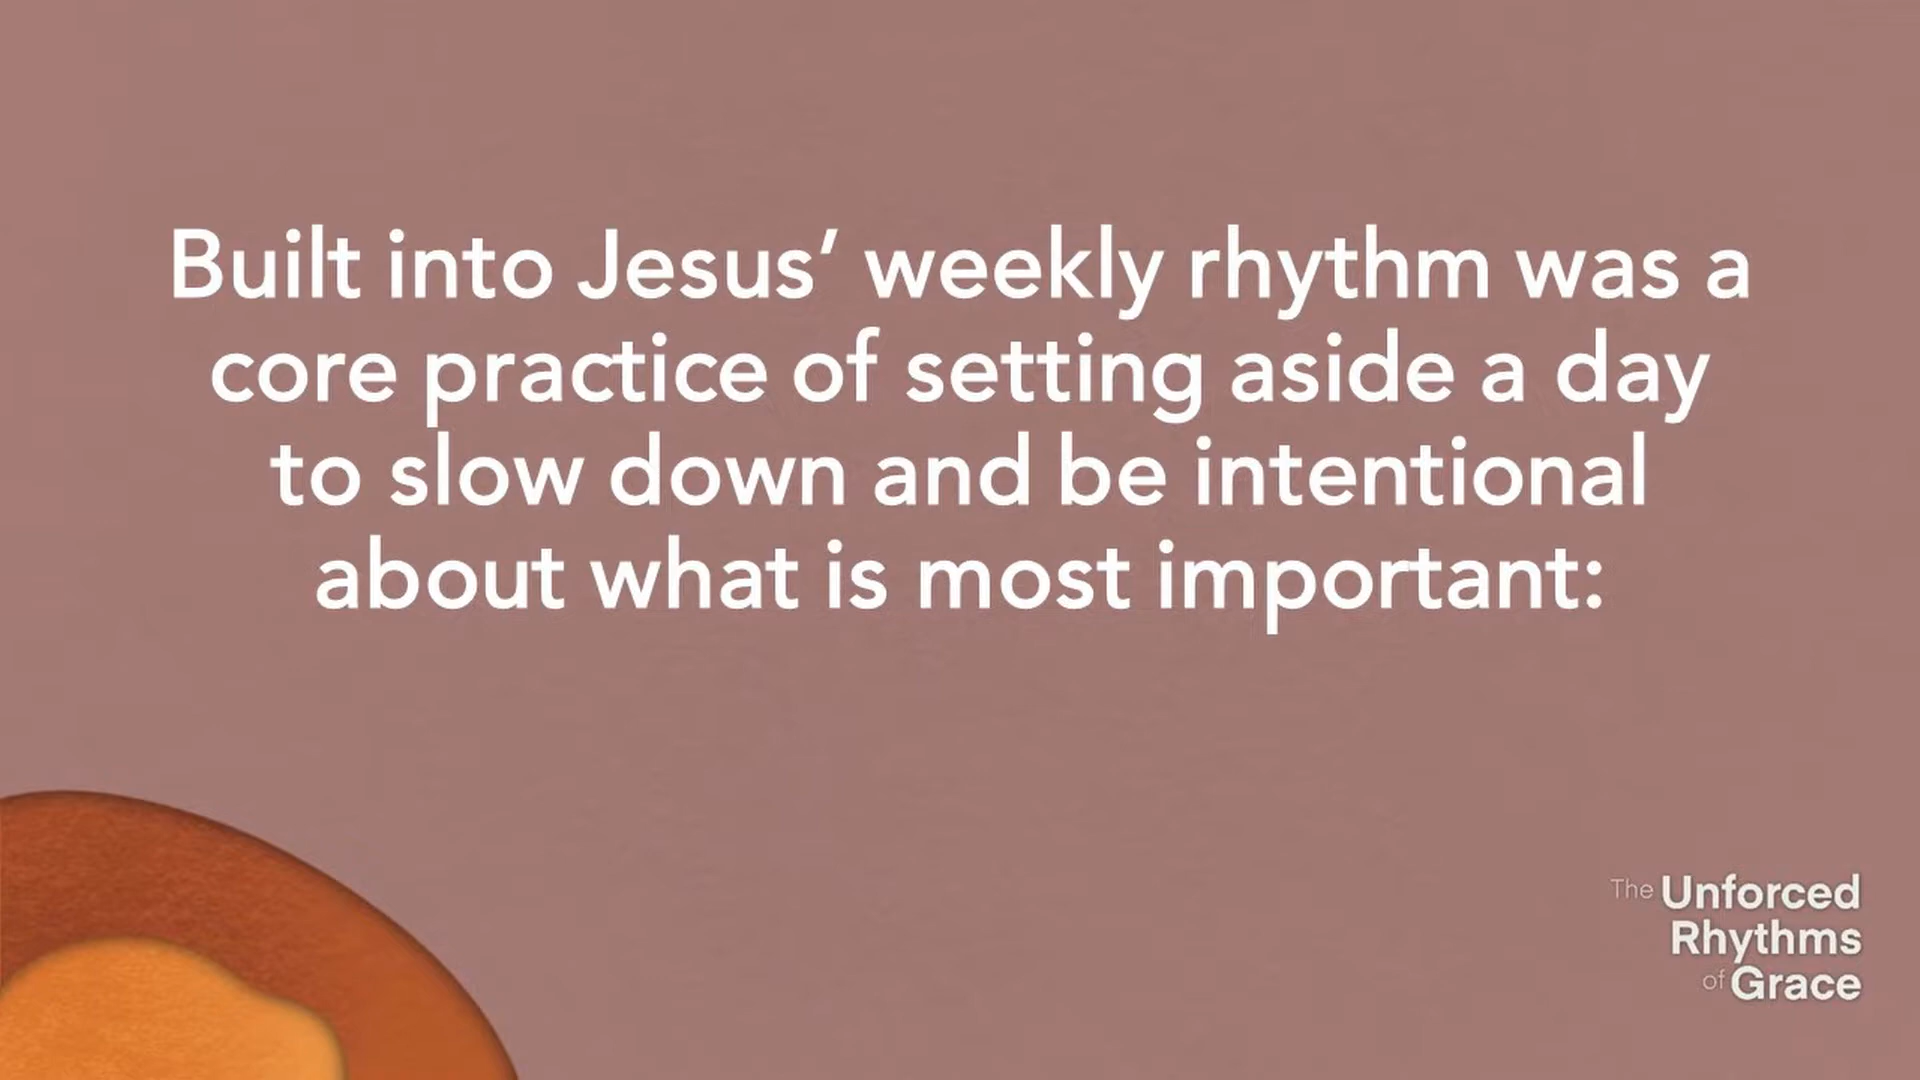 Built into Jesus’ weekly rhythm was a
core practice of setting aside a day
to slow down and be intentional
about what is most important:
The Unforced
Rhythms
of Grace